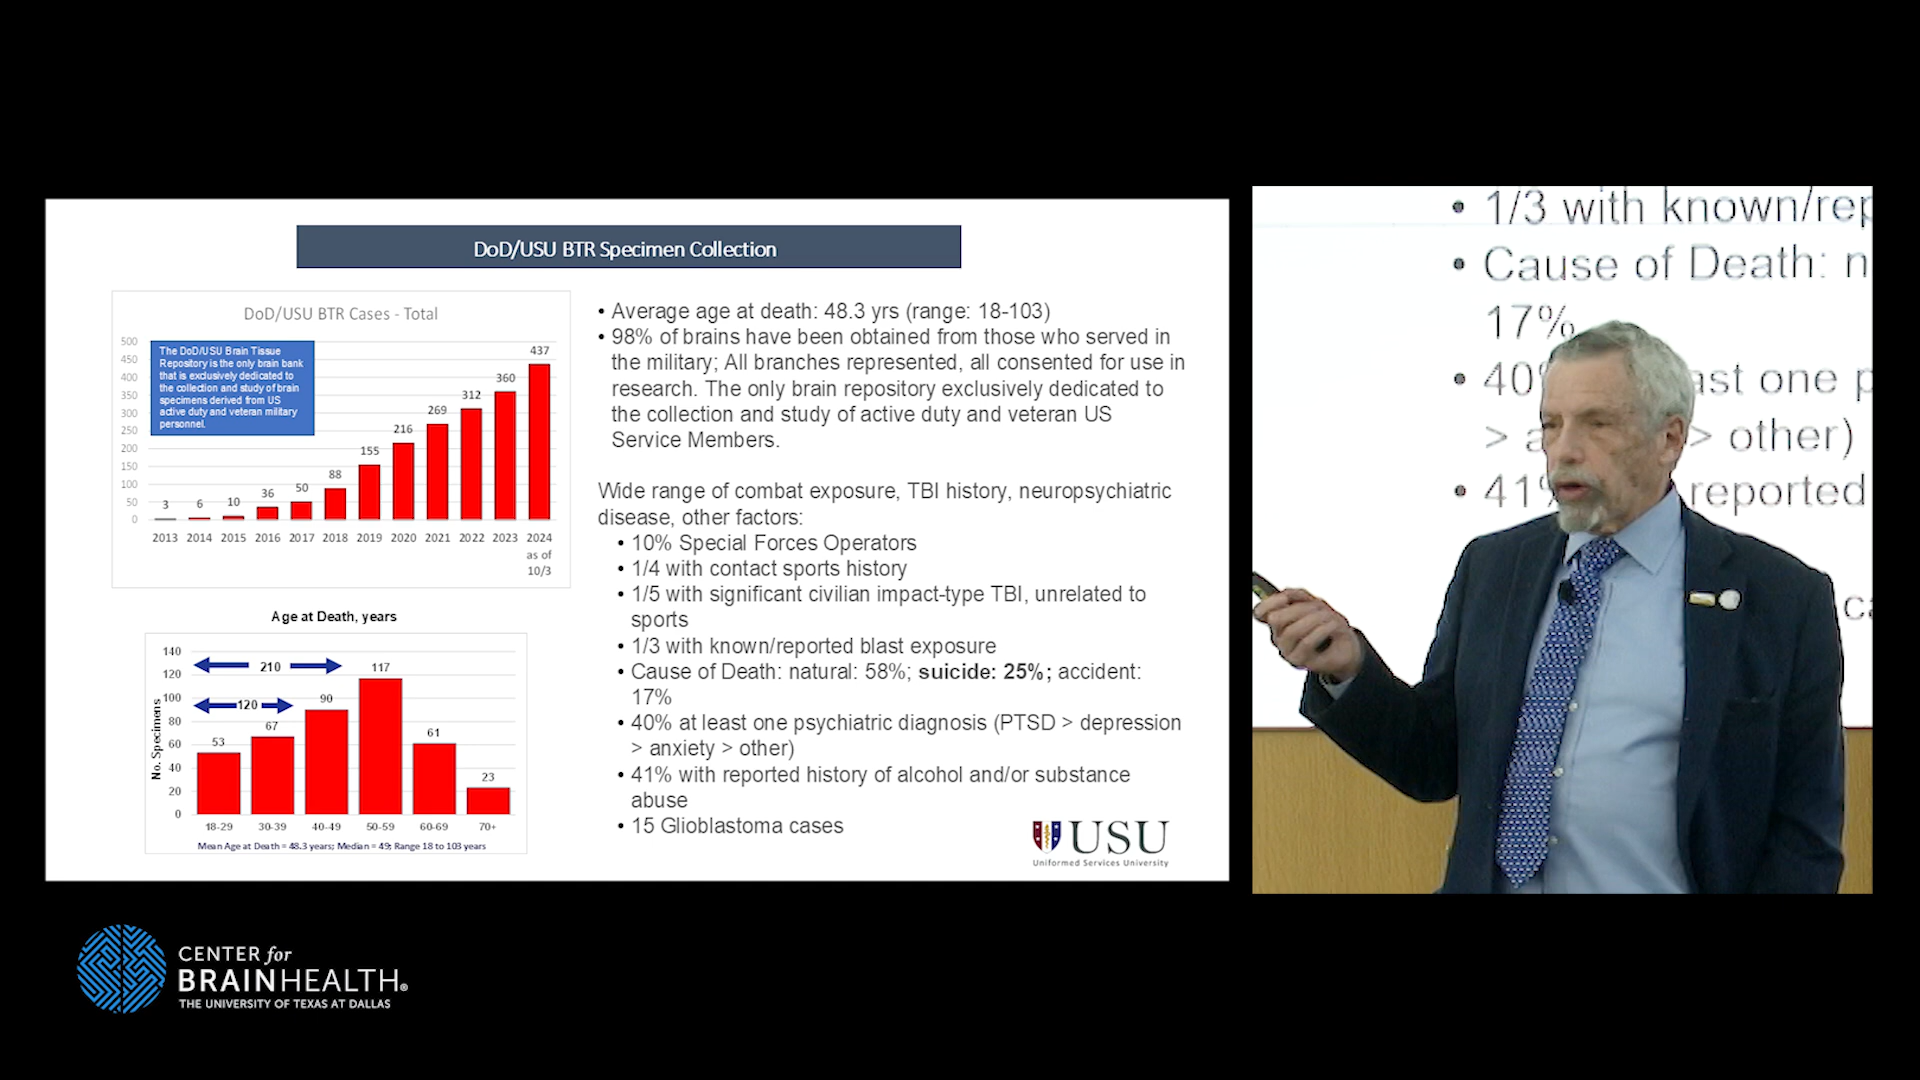 DoD/USU BTR Specimen Collection
DoD/USU BTR Cases - Total
500
450
400
350
300
250
200
150
100
50
0
The DoD/USU Brain Tissue
Repository is the only brain bank
that is exclusively dedicated to
the collection and study of brain
specimens derived from US
active duty and veteran military
personnel.
3 6 10 36 50 88 155 216 269 312 360 437
2013 2014 2015 2016 2017 2018 2019 2020 2021 2022 2023 2024
as of
10/3
Age at Death, years
No. Specimens
140
120
100
80
60
40
20
0
210
120
53 67 90 117 61 23
18-29 30-39 40-49 50-59 60-69 70+
Mean Age at Death = 48.3 years; Median = 49; Range 18 to 103 years
• Average age at death: 48.3 yrs (range: 18-103)
• 98% of brains have been obtained from those who served in
the military; All branches represented, all consented for use in
research. The only brain repository exclusively dedicated to
the collection and study of active duty and veteran US
Service Members.
Wide range of combat exposure, TBI history, neuropsychiatric
disease, other factors:
• 10% Special Forces Operators
• 1/4 with contact sports history
• 1/5 with significant civilian impact-type TBI, unrelated to
sports
• 1/3 with known/reported blast exposure
• Cause of Death: natural: 58%; suicide: 25%; accident:
17%
• 40% at least one psychiatric diagnosis (PTSD > depression
> anxiety > other)
• 41% with reported history of alcohol and/or substance
abuse
• 15 Glioblastoma cases
USU
Uniformed Services University
• 1/3 with known/rep
• Cause of Death: n
17%
• 40 ast one p
> a > other)
• 41% reported
ca
CENTER for
BRAINHEALTH®
THE UNIVERSITY OF TEXAS AT DALLAS